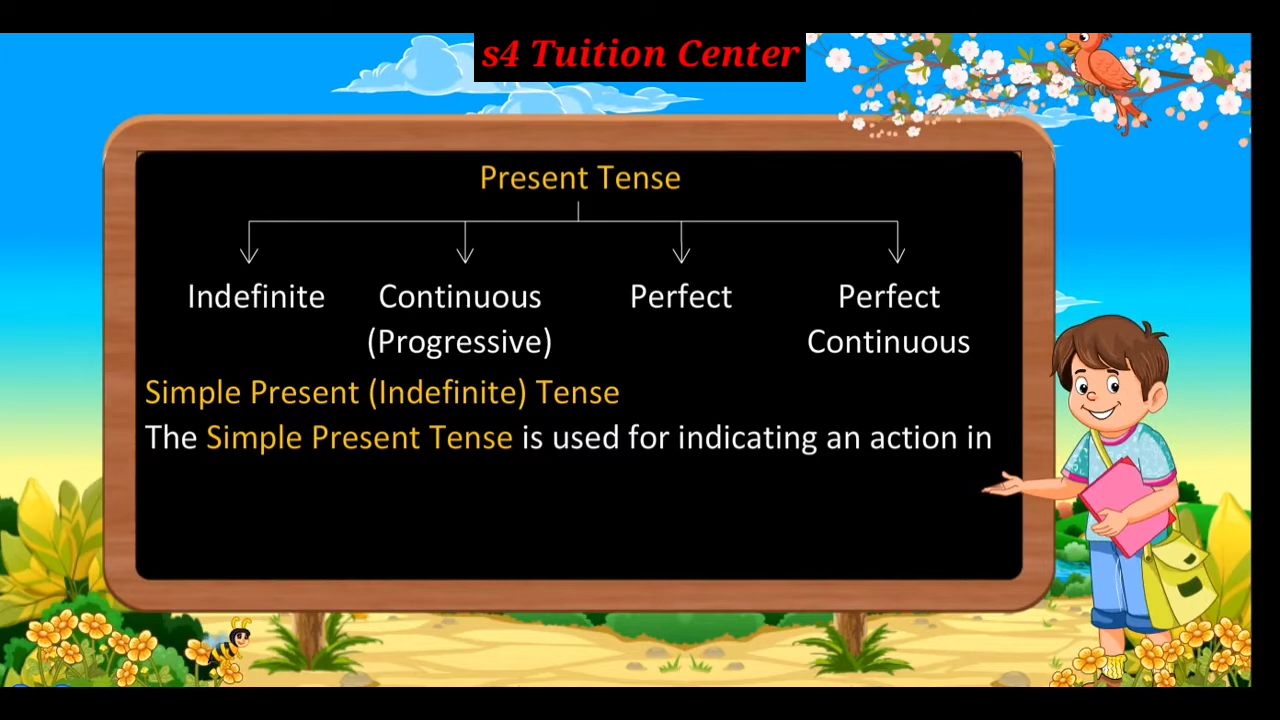 s4 Tuition Center
Present Tense
Indefinite
Continuous
(Progressive)
Perfect
Perfect
Continuous
Simple Present (Indefinite) Tense
The Simple Present Tense is used for indicating an action in